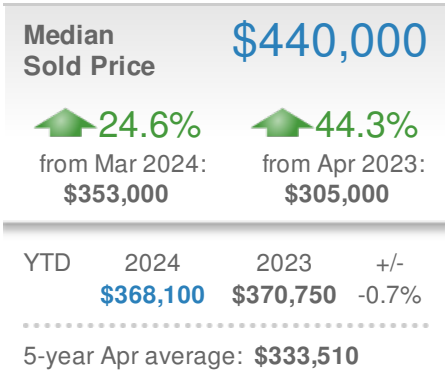 Median $440,000
Sold Price
24.6% 44.3%
from Mar 2024: from Apr 2023:
$353,000 $305,000
YTD 2024 2023 +/-
$368,100 $370,750 -0.7%
5-year Apr average: $333,510